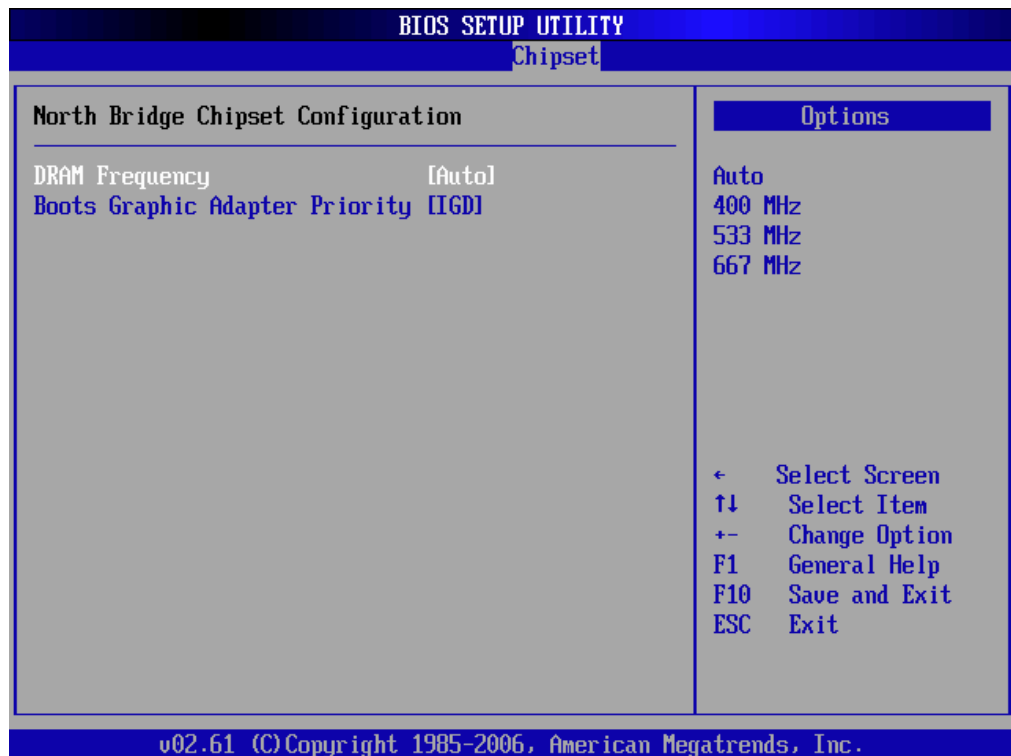 BIOS SETUP UTILITY
Chipset
North Bridge Chipset Configuration
DRAM Frequency [Auto]
Boots Graphic Adapter Priority [IGD]
Options
Auto
400 MHz
533 MHz
667 MHz
← Select Screen
↑↓ Select Item
+- Change Option
F1 General Help
F10 Save and Exit
ESC Exit
v02.61 (C)Copyright 1985-2006, American Megatrends, Inc.